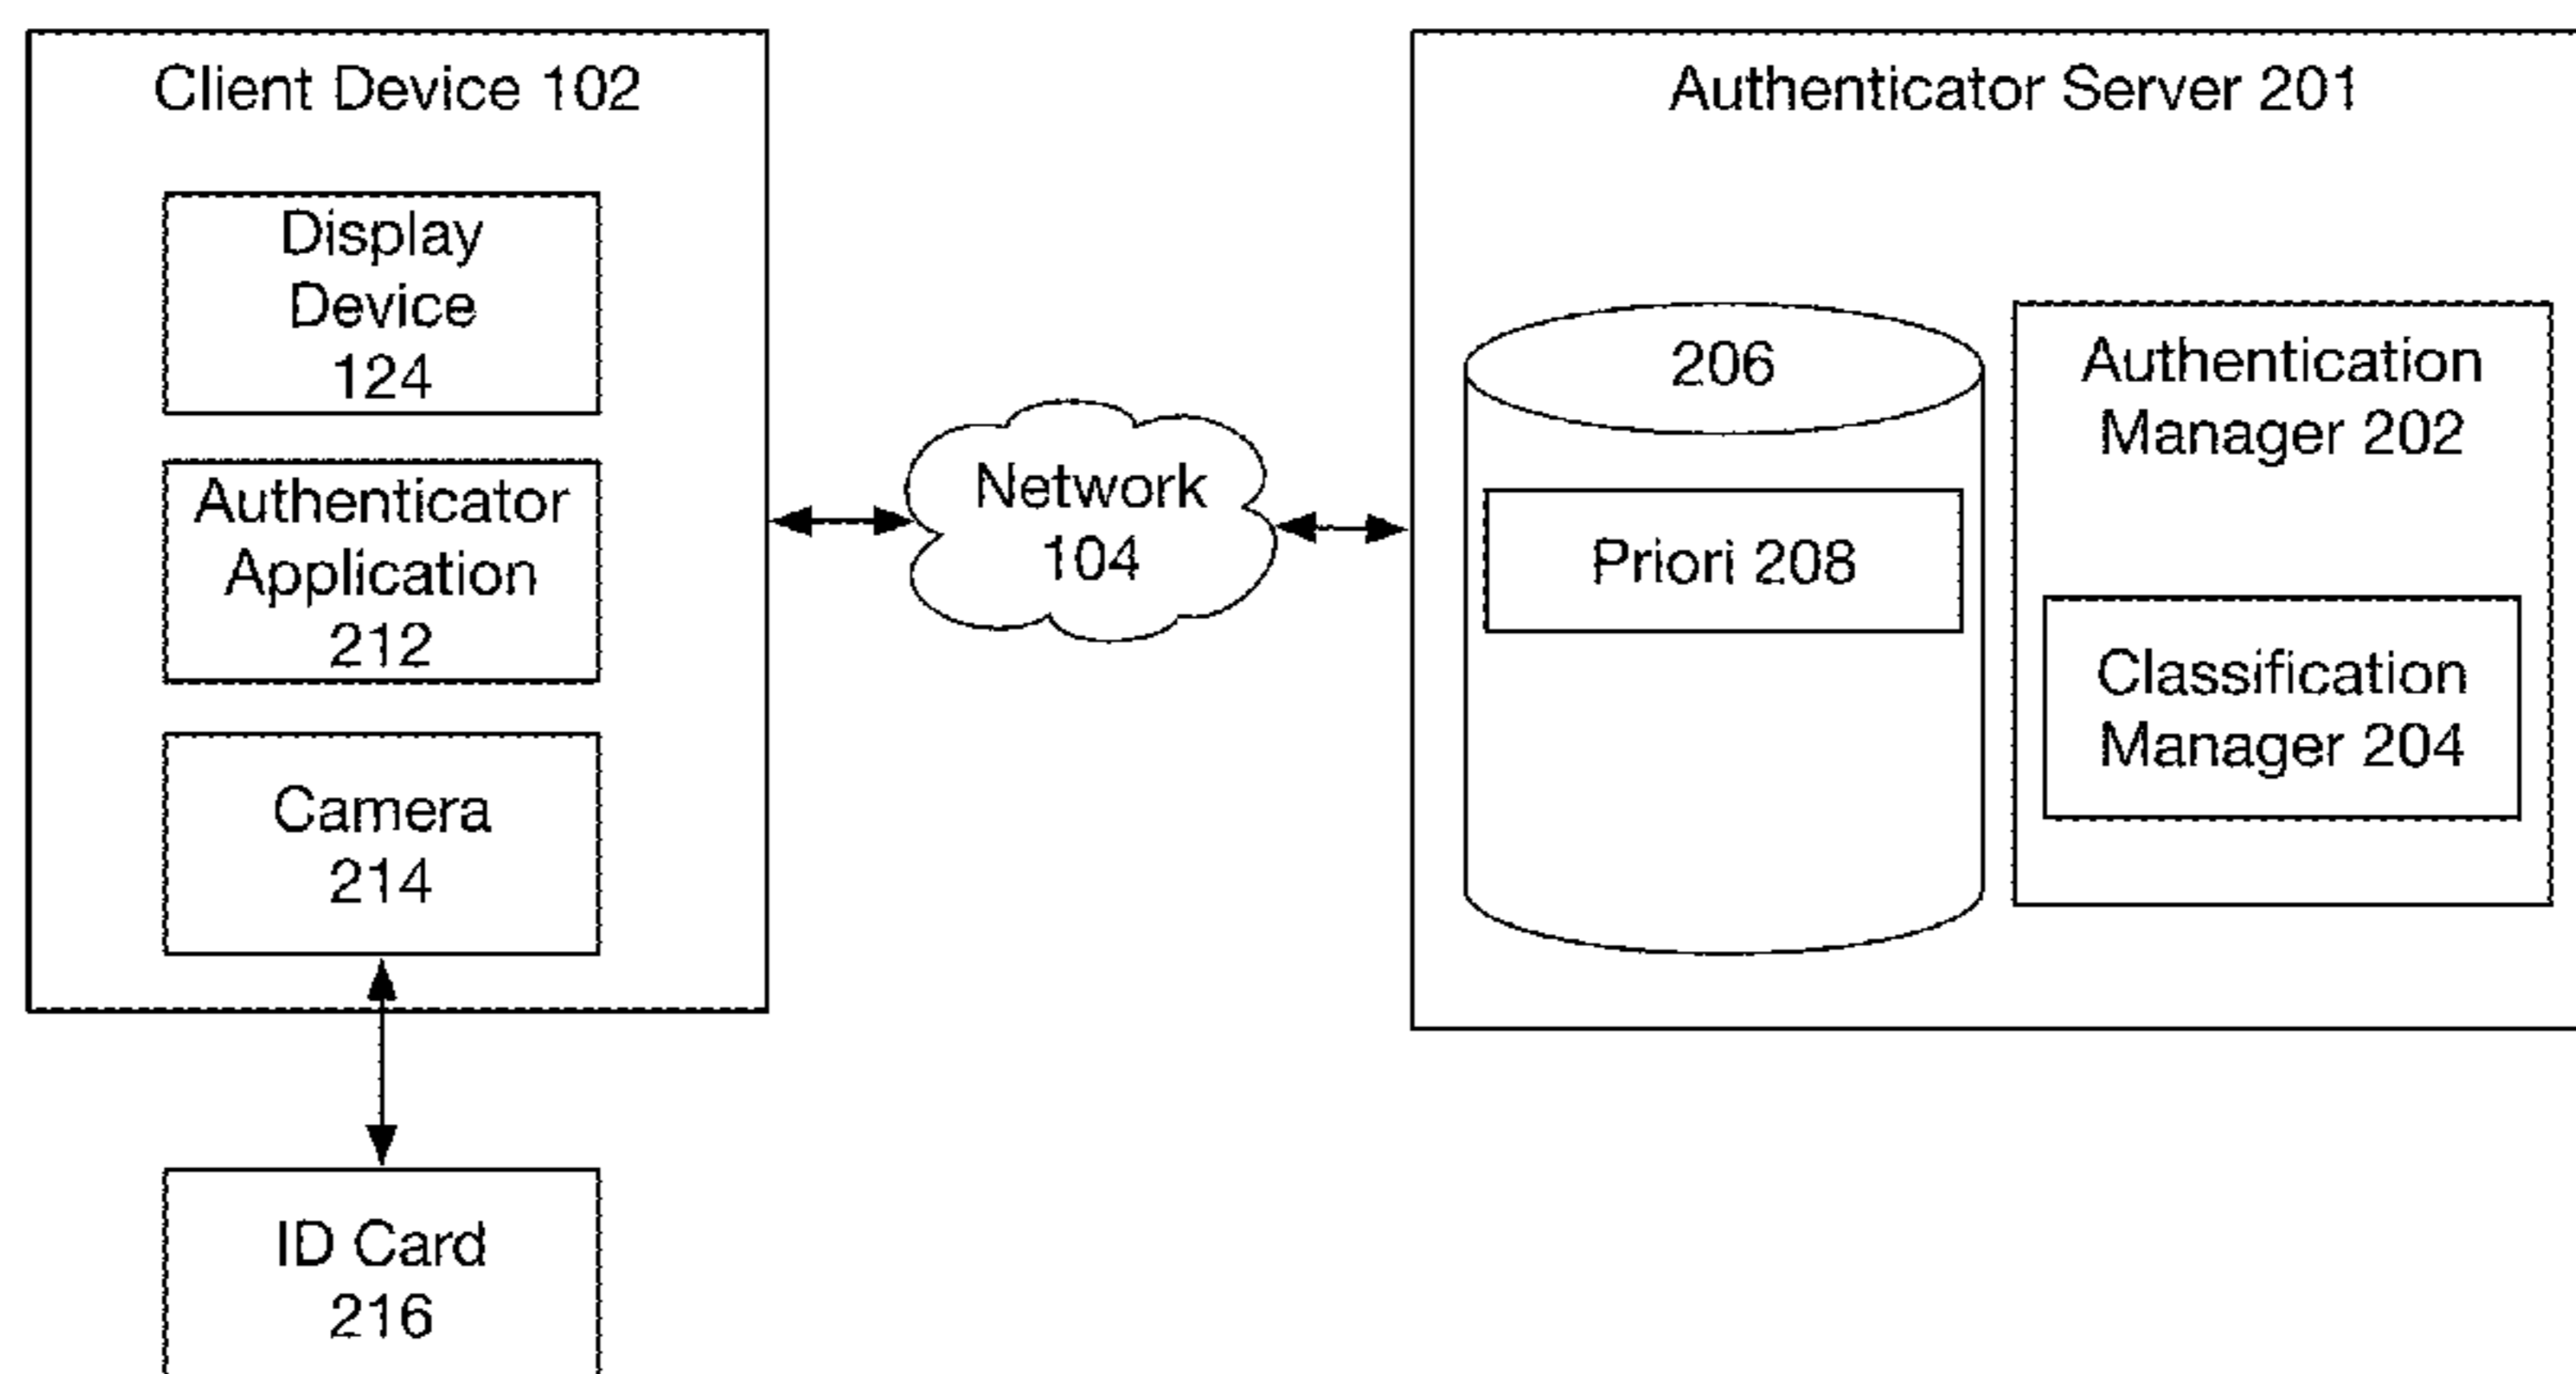 Client Device 102
Display
Device
124
Authenticator
Application
212
Camera
214
ID Card
216
Network
104
Authenticator Server 201
206
Priori 208
Authentication
Manager 202
Classification
Manager 204